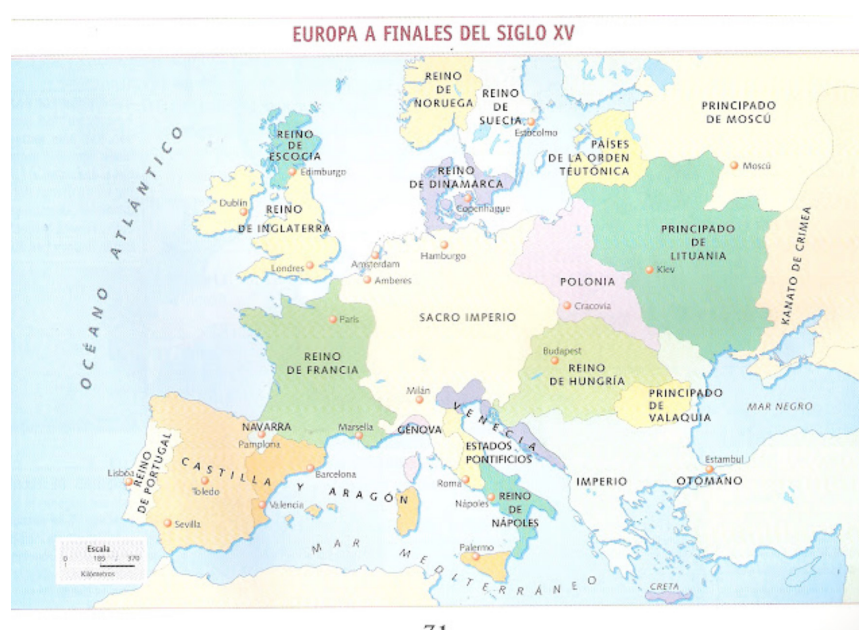 EUROPA A FINALES DEL SIGLO XV
REINO
DE
NORUEGA
REINO
DE
SUECIA
Estocolmo
PRINCIPADO
DE MOSCÚ
Moscú
PAÍSES
DE LA ORDEN
TEUTÓNICA
REINO
DE
ESCOCIA
Edimburgo
REINO
DE DINAMARCA
Copenhague
OCÉANO ATLÁNTICO
Dublin
REINO
DE INGLATERRA
Londres
Amsterdam
Amberes
Hamburgo
PRINCIPADO
DE
LITUANIA
Kiev
KANATO DE CRIMEA
POLONIA
Cracovia
SACRO IMPERIO
París
REINO
DE FRANCIA
Budapest
REINO
DE HUNGRÍA
Milán
PRINCIPADO
DE
VALAQUIA
MAR NEGRO
VENECIA
GÉNOVA
NAVARRA
Pamplona
Marsella
ESTADOS
PONTIFICIOS
REINO
DE PORTUGAL
Lisboa
CASTILLA Y ARAGÓN
Toledo
Barcelona
Valencia
Sevilla
Roma
Nápoles
REINO
DE
NÁPOLES
IMPERIO OTOMANO
Estambul
Palermo
MAR MEDITERRÁNEO
CRETA
Escala
0 185 370
Kilómetros
71